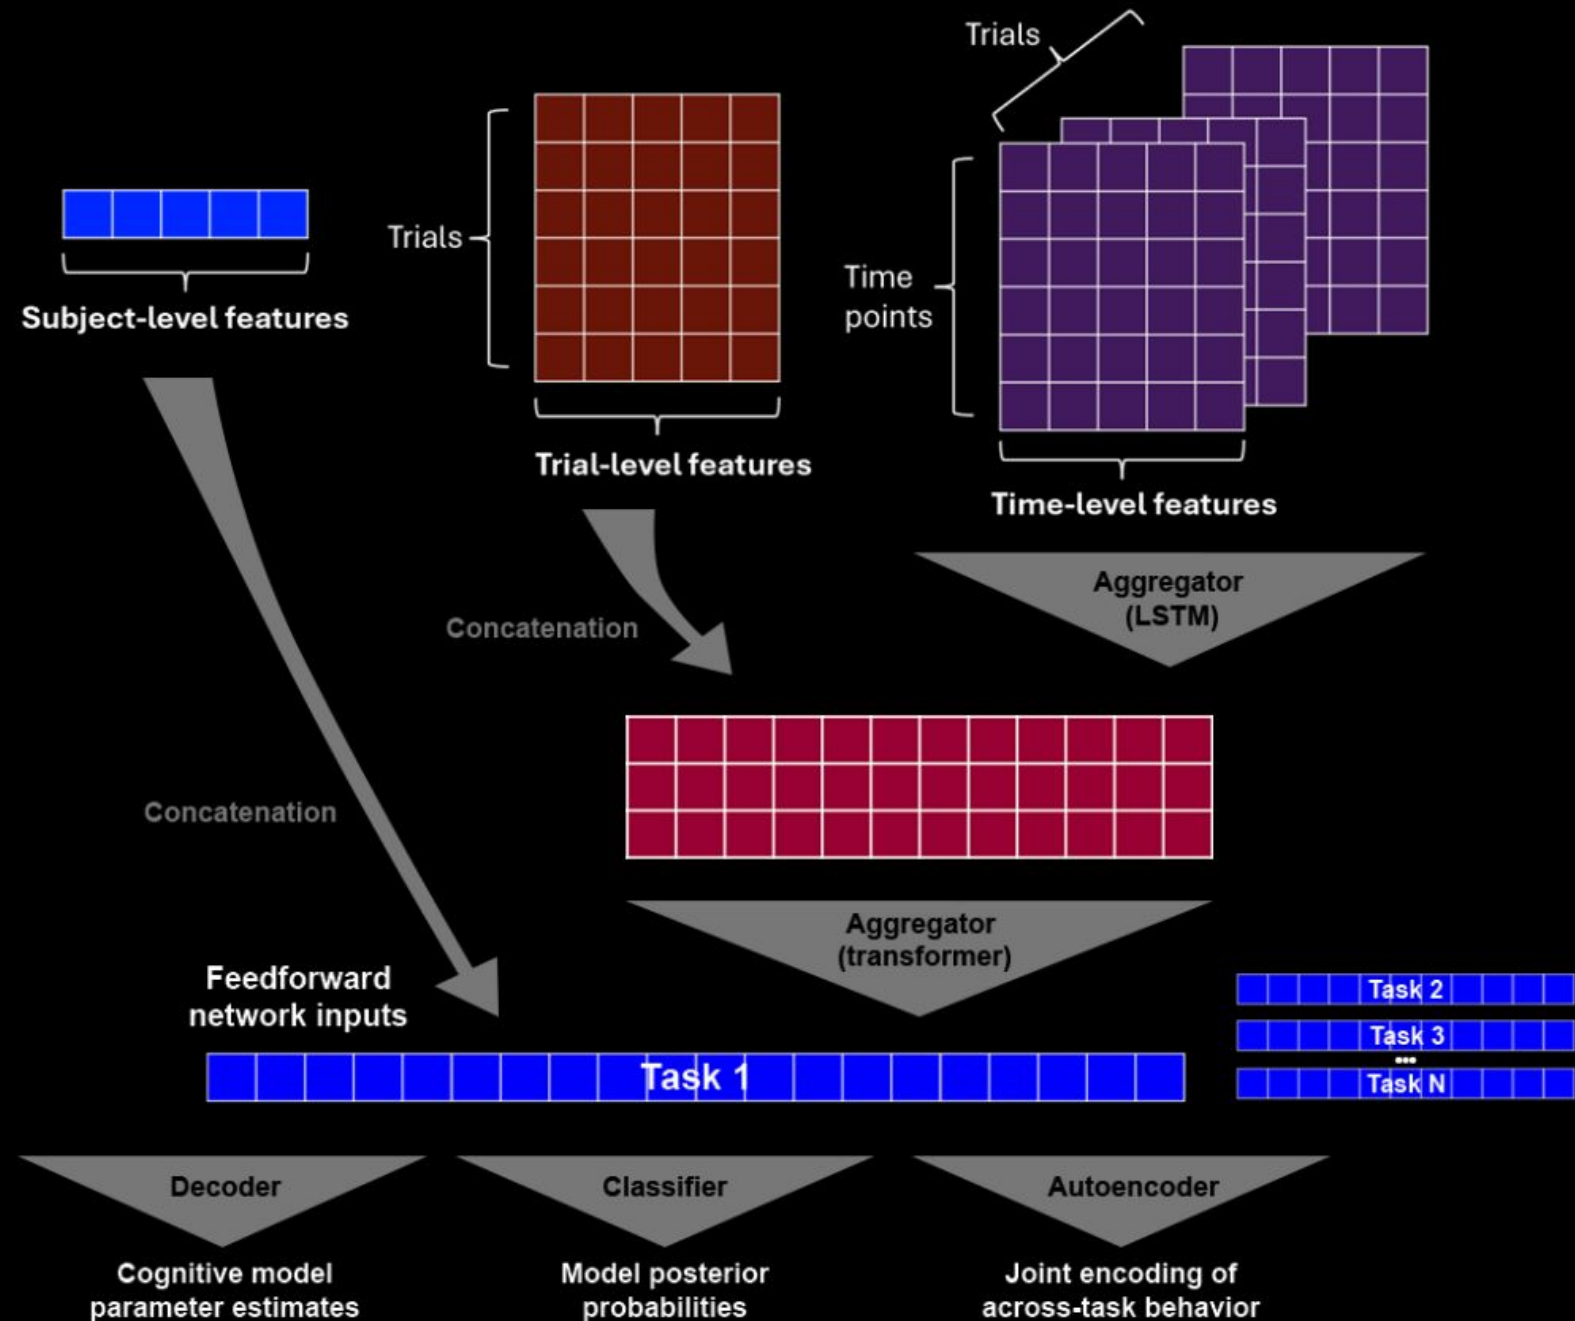 Trials
Trials
Subject-level features
Time
points
Trial-level features
Time-level features
Aggregator
(LSTM)
Concatenation
Concatenation
Aggregator
(transformer)
Feedforward
network inputs
Task 1
Task 2
Task 3
•••
Task N
Decoder
Classifier
Autoencoder
Cognitive model
parameter estimates
Model posterior
probabilities
Joint encoding of
across-task behavior